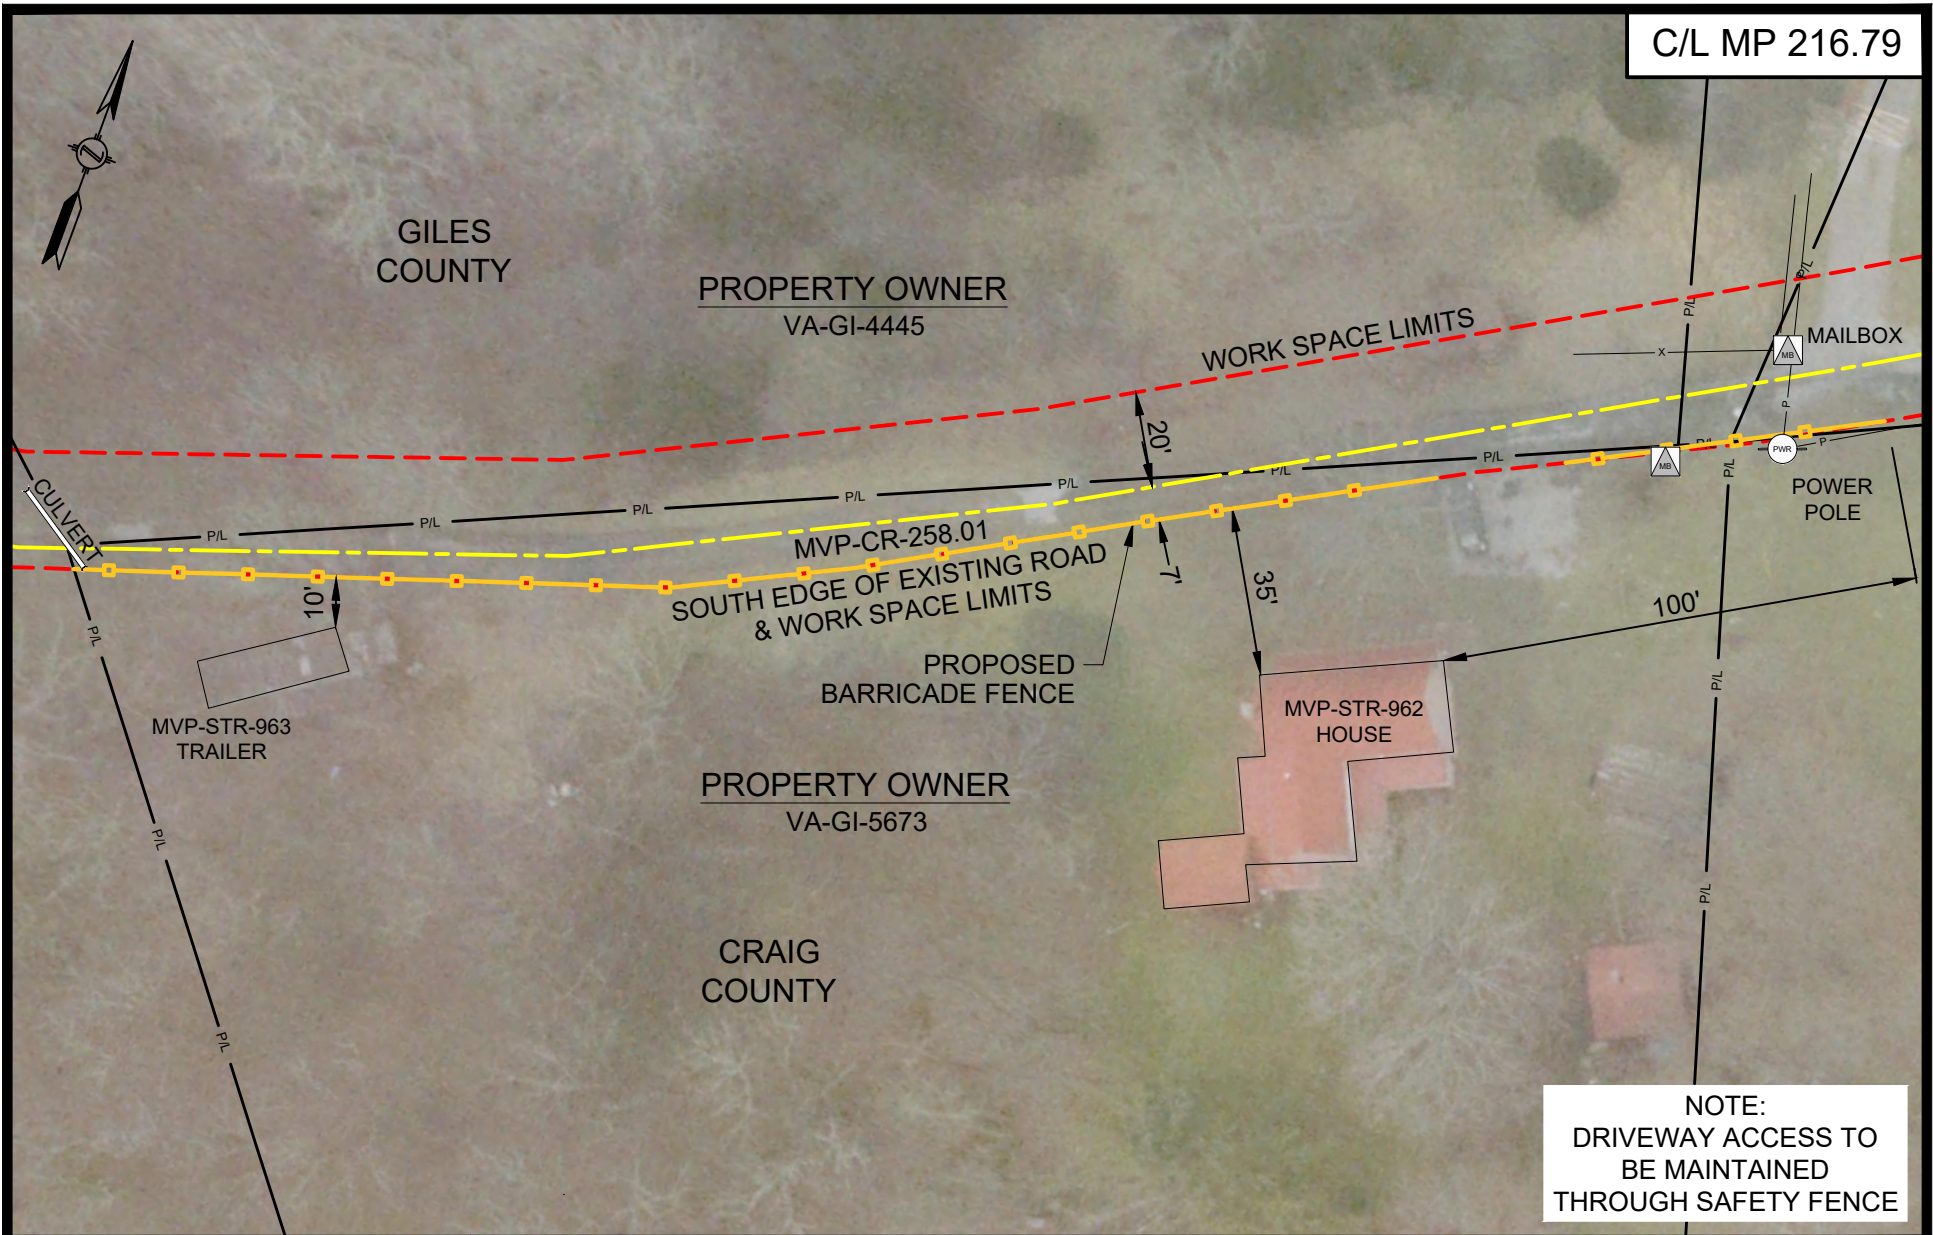 C/L MP 216.79
GILES
COUNTY
PROPERTY OWNER
VA-GI-4445
WORK SPACE LIMITS
P/L
P/L
X
MB
MAILBOX
20'
P
P/L
P/L
P/L
P/L
P/L
P/L
P/L
P/L
MB
P/L
P/L
PWR
P
POWER
POLE
CULVERT
MVP-CR-258.01
SOUTH EDGE OF EXISTING ROAD
& WORK SPACE LIMITS
10'
7'
35'
100'
P/L
PROPOSED
BARRICADE FENCE
MVP-STR-963
TRAILER
MVP-STR-962
HOUSE
P/L
PROPERTY OWNER
VA-GI-5673
P/L
P/L
CRAIG
COUNTY
P/L
NOTE:
DRIVEWAY ACCESS TO
BE MAINTAINED
THROUGH SAFETY FENCE